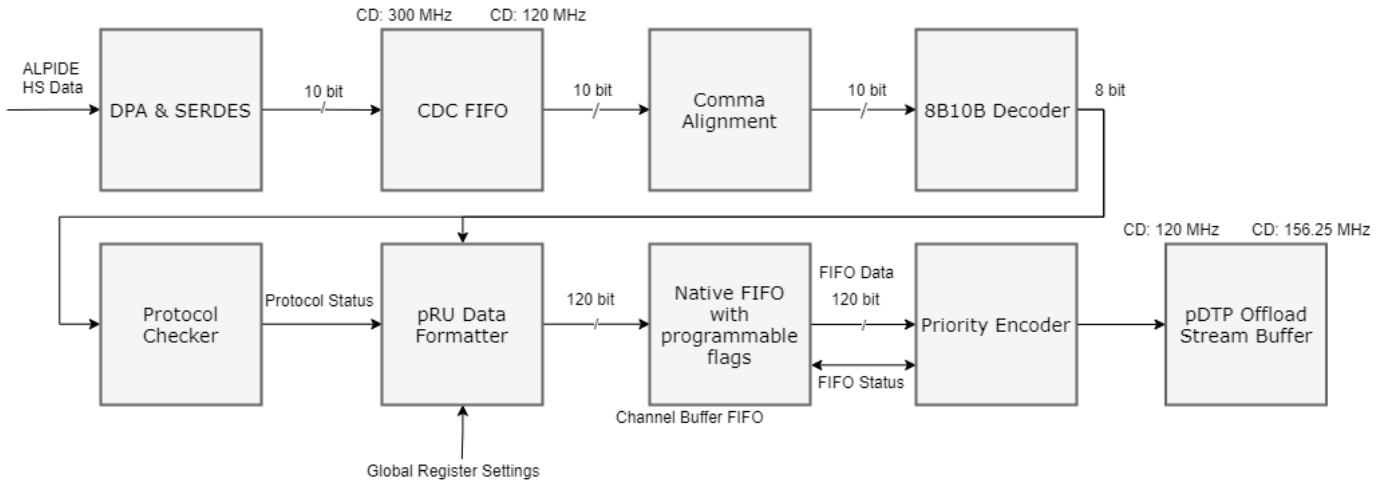 CD: 300 MHz
CD: 120 MHz
ALPIDE
HS Data
DPA & SERDES
10 bit
CDC FIFO
10 bit
Comma
Alignment
10 bit
8B10B Decoder
8 bit
CD: 120 MHz
CD: 156.25 MHz
Protocol
Checker
Protocol Status
pRU Data
Formatter
120 bit
Native FIFO
with
programmable
flags
FIFO Data
120 bit
FIFO Status
Priority Encoder
pDTP Offload
Stream Buffer
Channel Buffer FIFO
Global Register Settings